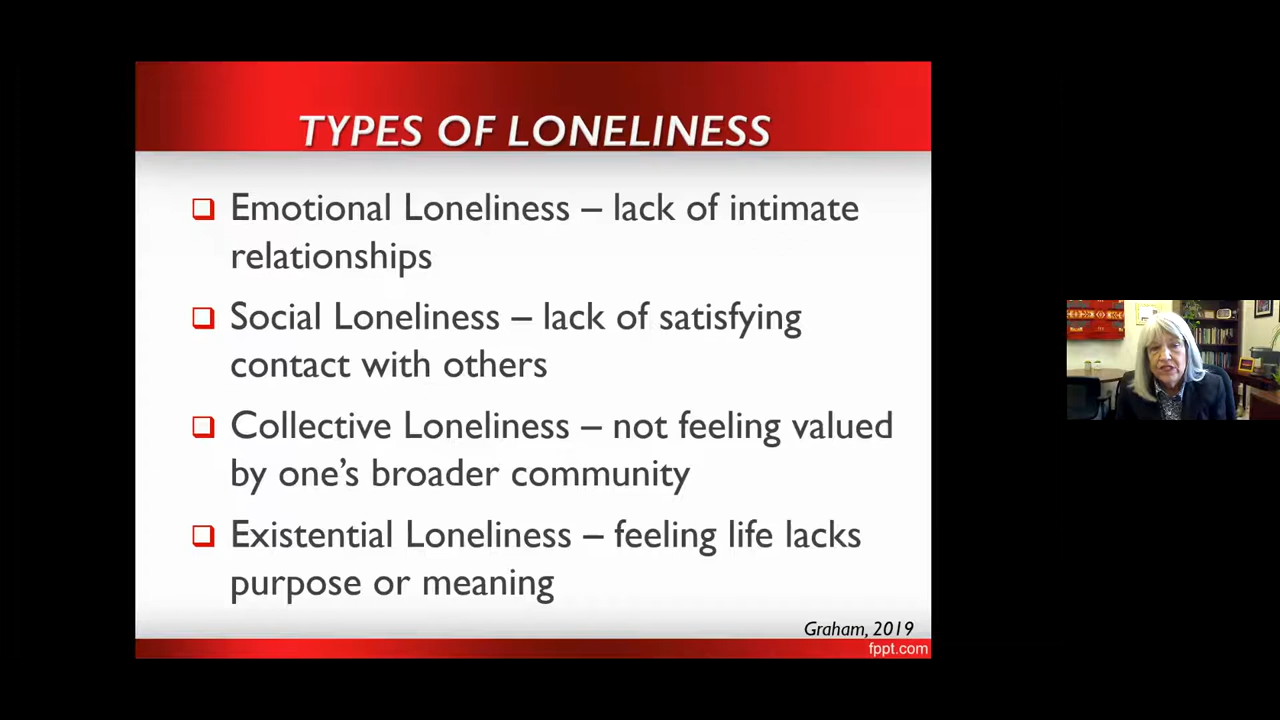 TYPES OF LONELINESS
Emotional Loneliness – lack of intimate
relationships
Social Loneliness – lack of satisfying
contact with others
Collective Loneliness – not feeling valued
by one’s broader community
Existential Loneliness – feeling life lacks
purpose or meaning
Graham, 2019
fppt.com